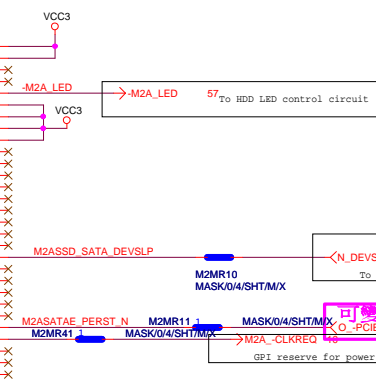 VCC3
-M2A_LED
-M2A_LED 57 To HDD LED control circuit
VCC3
M2ASSD_SATA_DEVSLP
N_DEVS
M2MR10
MASK/0/4/SHT/M/X
To
可
M2ASATAE_PERST_N
M2MR11 1
MASK/0/4/SHT/M/X
O_-PCIE
M2MR41 1
MASK/0/4/SHT/M/X
M2A_-CLKREQ
GPI reserve for power